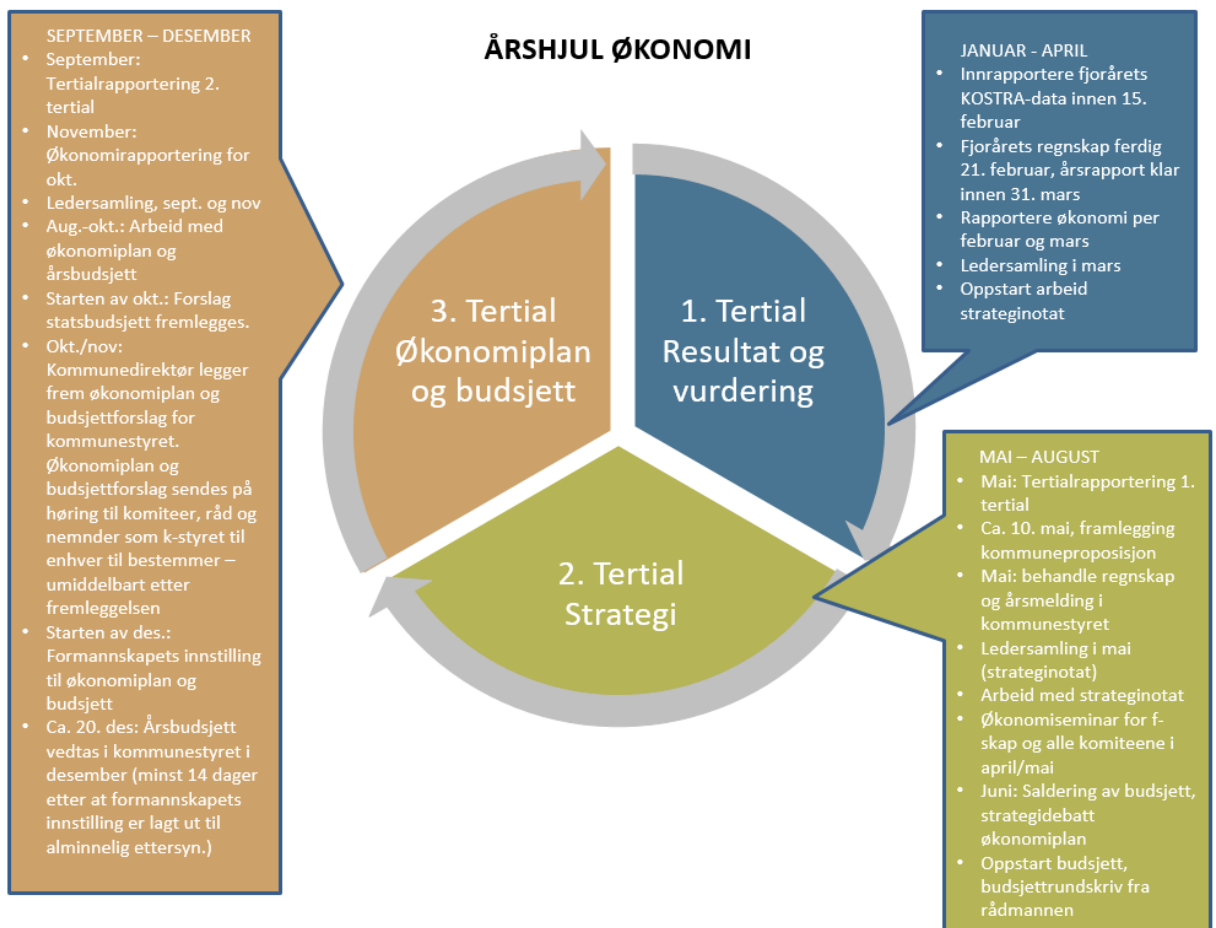 ÅRSHJUL ØKONOMI
SEPTEMBER – DESEMBER
• September:
Tertialrapportering 2.
tertial
• November:
Økonomirapportering for
okt.
• Ledersamling, sept. og nov
• Aug.-okt.: Arbeid med
økonomiplan og
årsbudsjett
• Starten av okt.: Forslag
statsbudsjett fremlegges.
• Okt./nov:
Kommunedirektør legger
frem økonomiplan og
budsjettforslag for
kommunestyret.
Økonomiplan og
budsjettforslag sendes på
høring til komiteer, råd og
nemnder som k-styret til
enhver til bestemmer –
umiddelbart etter
fremleggelsen
• Starten av des.:
Formannskapets innstilling
til økonomiplan og
budsjett
• Ca. 20. des: Årsbudsjett
vedtas i kommunestyret i
desember (minst 14 dager
etter at formannskapets
innstilling er lagt ut til
alminnelig ettersyn.)
3. Tertial
Økonomiplan
og budsjett
1. Tertial
Resultat og
vurdering
2. Tertial
Strategi
JANUAR - APRIL
• Innrapportere fjorårets
KOSTRA-data innen 15.
februar
• Fjorårets regnskap ferdig
21. februar, årsrapport klar
innen 31. mars
• Rapportere økonomi per
februar og mars
• Ledersamling i mars
• Oppstart arbeid
strateginotat
MAI – AUGUST
• Mai: Tertialrapportering 1.
tertial
• Ca. 10. mai, framlegging
kommuneproposisjon
• Mai: behandle regnskap
og årsmelding i
kommunestyret
• Ledersamling i mai
(strateginotat)
• Arbeid med strateginotat
• Økonomiseminar for f-
skap og alle komiteene i
april/mai
• Juni: Saldering av budsjett,
strategidebatt
økonomiplan
• Oppstart budsjett,
budsjettrundskriv fra
rådmannen